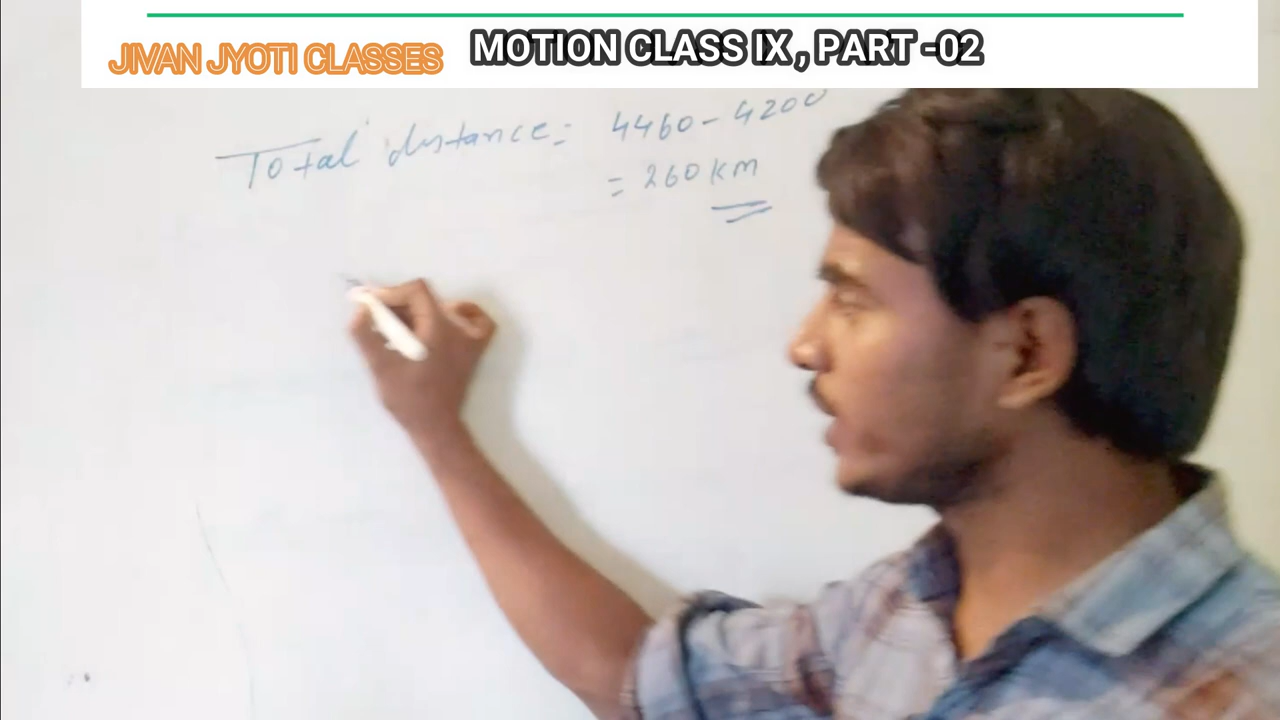 JIVAN JYOTI CLASSES MOTION CLASS IX , PART -02
Total distance = 4460 - 4200
= 260 km